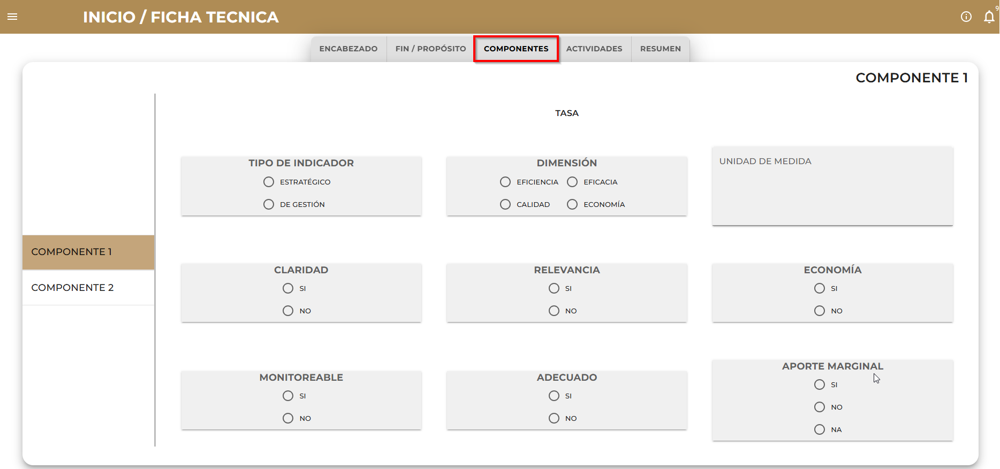 INICIO / FICHA TECNICA
9
ENCABEZADO
FIN / PROPÓSITO
COMPONENTES
ACTIVIDADES
RESUMEN
COMPONENTE 1
COMPONENTE 1
COMPONENTE 2
TASA
TIPO DE INDICADOR
ESTRATÉGICO
DE GESTIÓN
DIMENSIÓN
EFICIENCIA
EFICACIA
CALIDAD
ECONOMÍA
UNIDAD DE MEDIDA
CLARIDAD
SI
NO
RELEVANCIA
SI
NO
ECONOMÍA
SI
NO
MONITOREABLE
SI
NO
ADECUADO
SI
NO
APORTE MARGINAL
SI
NO
NA